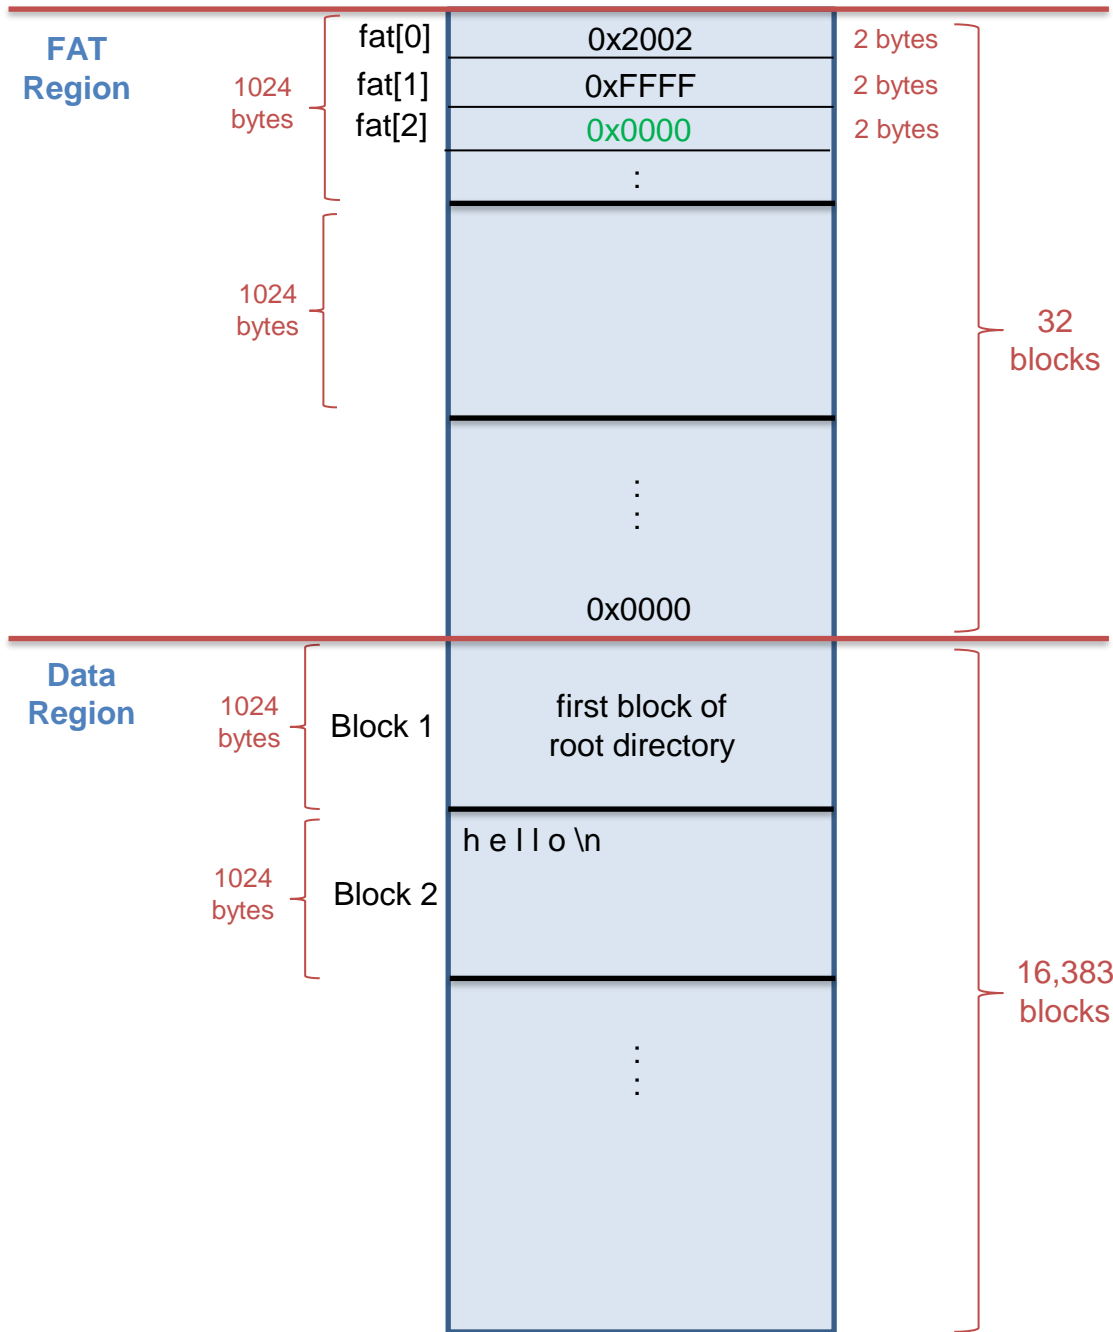 FAT
Region
1024
bytes
fat[0]
0x2002
2 bytes
fat[1]
0xFFFF
2 bytes
fat[2]
0x0000
2 bytes
:
1024
bytes
32
blocks
:
:
0x0000
Data
Region
1024
bytes
Block 1
first block of
root directory
1024
bytes
Block 2
h e l l o \n
16,383
blocks
:
: